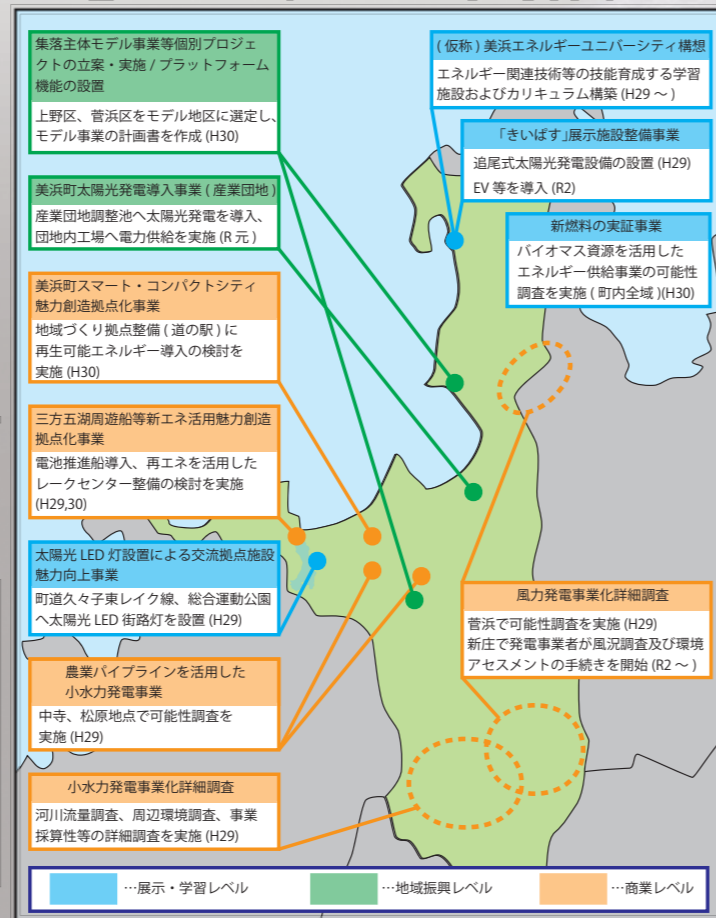 集落主体モデル事業等個別プロジェ
クトの立案・実施 / プラットフォーム
機能の設置
上野区、菅浜区をモデル地区に選定し、
モデル事業の計画書を作成 (H30)
美浜町太陽光発電導入事業 ( 産業団地 )
産業団地調整池へ太陽光発電を導入、
団地内工場へ電力供給を実施 (R 元 )
美浜町スマート・コンパクトシティ
魅力創造拠点化事業
地域づくり拠点整備 ( 道の駅 ) に
再生可能エネルギー導入の検討を
実施 (H30)
三方五湖周遊船等新エネ活用魅力創造
拠点化事業
電池推進船導入、再エネを活用した
レークセンター整備の検討を実施
(H29,30)
太陽光 LED 灯設置による交流拠点施設
魅力向上事業
町道久々子東レイク線、総合運動公園
へ太陽光 LED 街路灯を設置 (H29)
農業パイプラインを活用した
小水力発電事業
中寺、松原地点で可能性調査を
実施 (H29)
小水力発電事業化詳細調査
河川流量調査、周辺環境調査、事業
採算性等の詳細調査を実施 (H29)
( 仮称 ) 美浜エネルギーユニバーシティ構想
エネルギー関連技術等の技能育成する学習
施設およびカリキュラム構築 (H29 ～ )
「きいぱす」展示施設整備事業
追尾式太陽光発電設備の設置 (H29)
EV 等を導入 (R2)
新燃料の実証事業
バイオマス資源を活用した
エネルギー供給事業の可能性
調査を実施 ( 町内全域 )(H30)
風力発電事業化詳細調査
菅浜で可能性調査を実施 (H29)
新庄で発電事業者が風況調査及び環境
アセスメントの手続きを開始 (R2 ～ )
…展示・学習レベル
…地域振興レベル
…商業レベル